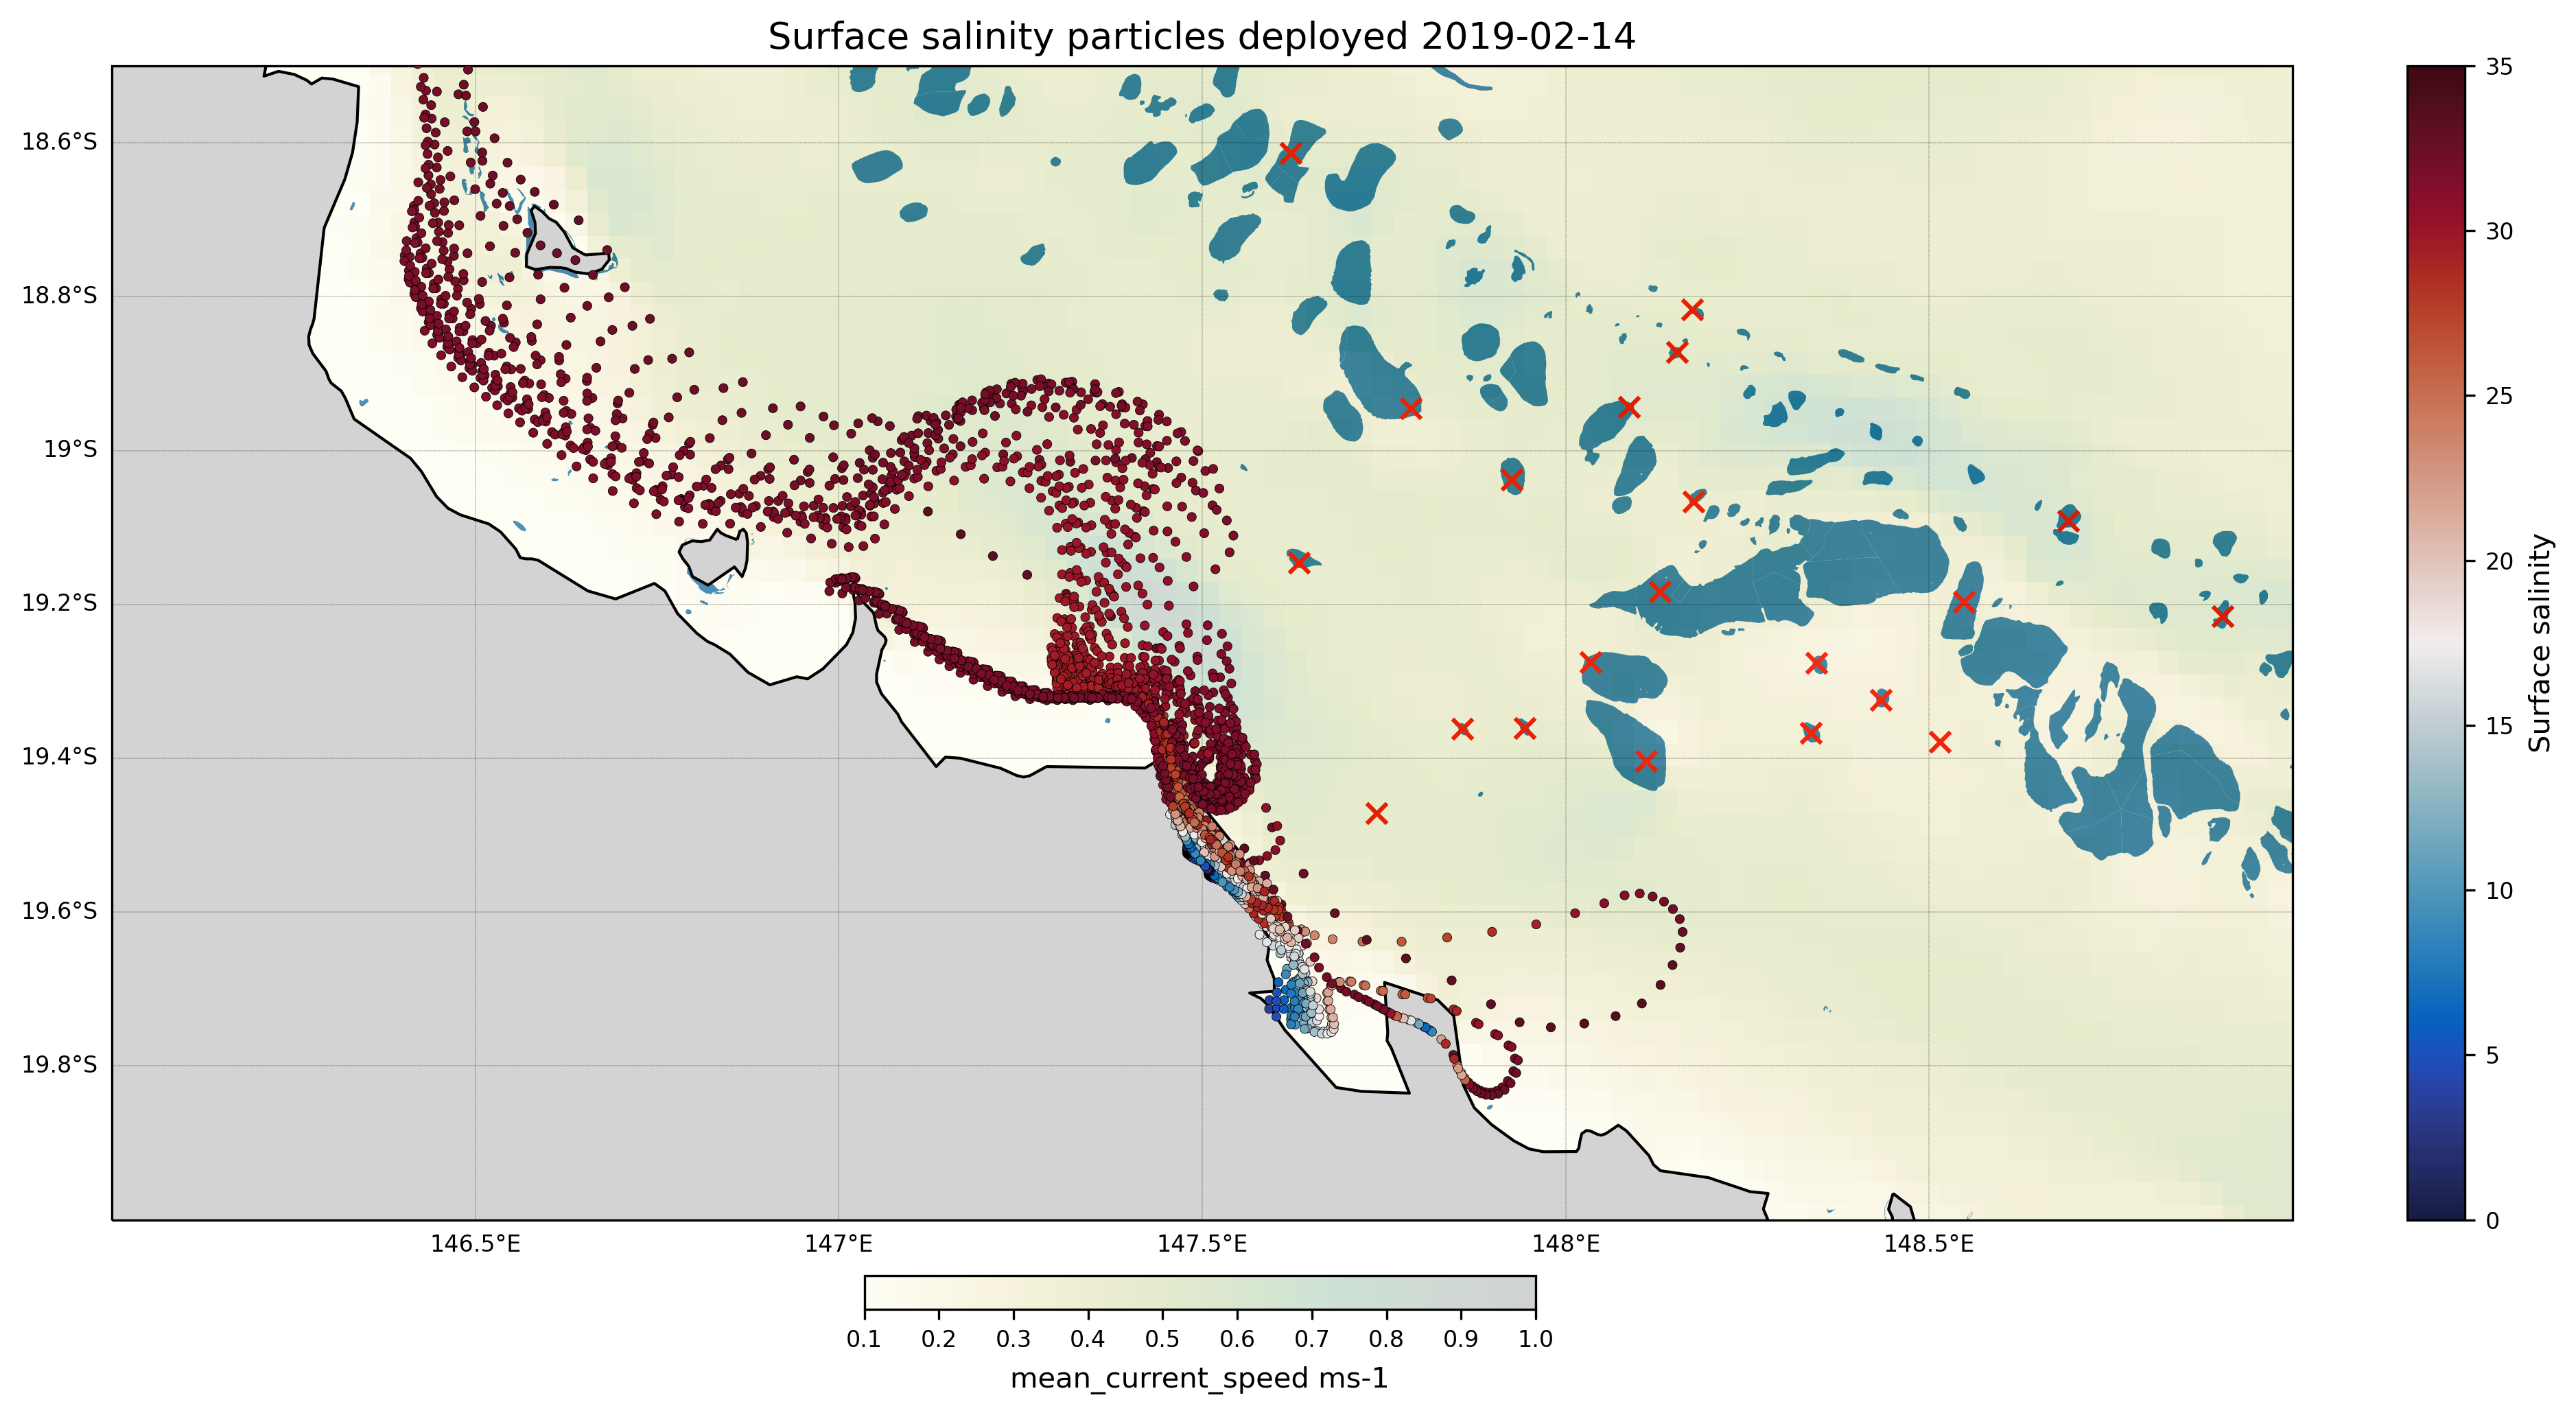 Surface salinity particles deployed 2019-02-14
18.6°S
18.8°S
19°S
19.2°S
19.4°S
19.6°S
19.8°S
146.5°E
147°E
147.5°E
148°E
148.5°E
0.1
0.2
0.3
0.4
0.5
0.6
0.7
0.8
0.9
1.0
mean_current_speed ms-1
35
30
25
20
15
10
5
0
Surface salinity